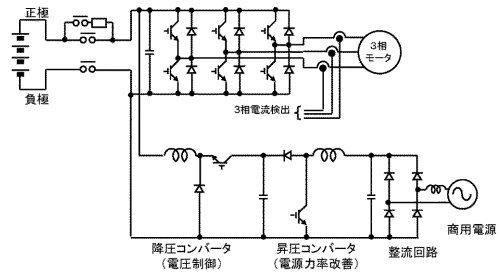 正極
負極
3相
モータ
3相電流検出
降圧コンバータ
（電圧制御）
昇圧コンバータ
（電源力率改善）
整流回路
商用電源